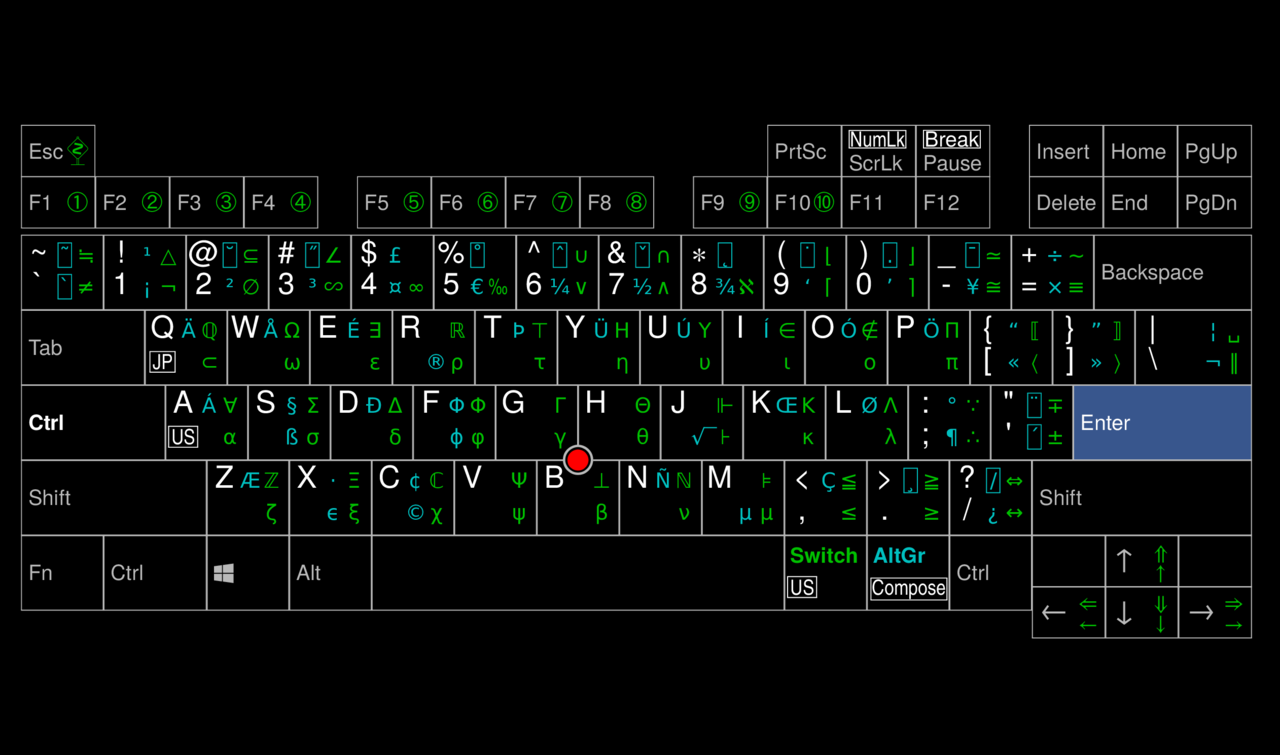 Esc PrtSc NumLk Break Insert Home PgUp
ScrLk Pause
F1 ① F2 ② F3 ③ F4 ④ F5 ⑤ F6 ⑥ F7 ⑦ F8 ⑧ F9 ⑨ F10 ⑩ F11 F12 Delete End PgDn
~ ˜ ≒ ! ¹ △ @ ˘ ⊆ # ˝ ∠ $ £ % ˚ ^ ˆ ∪ & ˇ ∩ * ˛ ( ˙ ⌊ ) . ⌋ _ ¯ ≃ + ÷ ~ Backspace
` ` ≠ 1 ¡ ¬ 2 ² ∅ 3 ³ ∽ 4 ¤ ∞ 5 € ‰ 6 ¼ ∨ 7 ½ ∧ 8 ¾ ℵ 9 ‘ ⌈ 0 ’ ⌉ - ¥ ≅ = × ≡
Tab Q Ä ℚ W Å Ω E É ∃ R ℝ T Þ ⊤ Y Ü Η U Ú Υ I Í ∈ O Ó ∉ P Ö Π { “ ⟦ } ” ⟧ | ¦ ␣
JP ⊂ ω ε ® ρ τ η υ ι ο π [ « ⟨ ] » ⟩ \ ¬ ∥
Ctrl A Á ∀ S § Σ D Đ Δ F Φ Φ G Γ H Θ J ⊩ K Œ Κ L Ø Λ : ° ∵ " ¨ ∓ Enter
US α ß σ δ ϕ φ γ θ √ ⊢ κ λ ; ¶ ∴ ' ´ ±
Shift Z Æ ℤ X · Ξ C ¢ ℂ V Ψ B ⊥ N Ñ ℕ M ⊧ < Ç ≦ > ¸ ≧ ? / ⇔ Shift
ζ ϵ ξ © χ ψ β ν µ μ , ≤ . ≥ / ¿ ↔
Fn Ctrl Alt Switch AltGr Ctrl ↑ ⇑ ↑
US Compose
← ⇐ ← ↓ ⇓ ↓ → ⇒ →